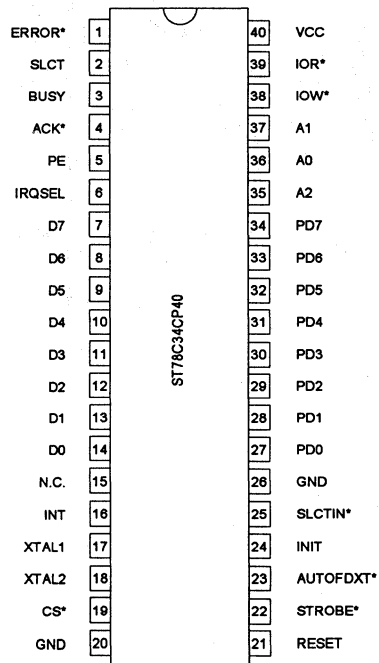 ERROR* 1 40 VCC
SLCT 2 39 IOR*
BUSY 3 38 IOW*
ACK* 4 37 A1
PE 5 36 A0
IRQSEL 6 35 A2
D7 7 34 PD7
D6 8 33 PD6
D5 9 32 PD5
D4 10 31 PD4
D3 11 30 PD3
D2 12 29 PD2
D1 13 28 PD1
D0 14 27 PD0
N.C. 15 26 GND
INT 16 25 SLCTIN*
XTAL1 17 24 INIT
XTAL2 18 23 AUTOFDXT*
CS* 19 22 STROBE*
GND 20 21 RESET
ST78C34CP40